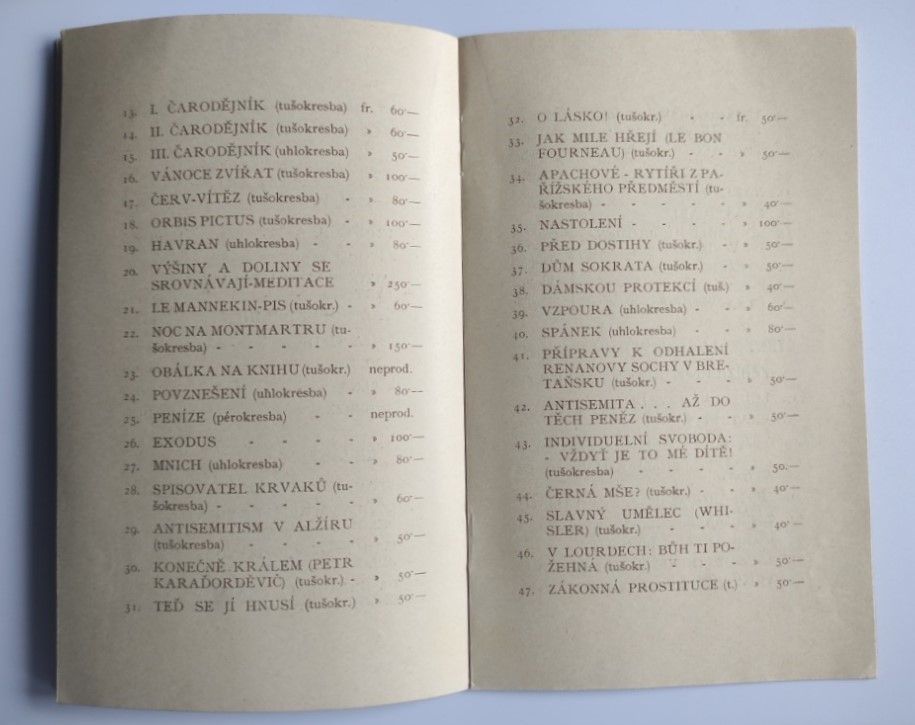 13. I. ČARODĚJNÍK (tušokresba) fr. 60·—
14. II. ČARODĚJNÍK (tušokresba) » 60·—
15. III. ČARODĚJNÍK (uhlokresba) » 50·—
16. VÁNOCE ZVÍŘAT (tušokresba) » 100·—
17. ČERV-VÍTĚZ (tušokresba) - » 80·—
18. ORBIS PICTUS (tušokresba) - » 100·—
19. HAVRAN (uhlokresba) - - » 80·—
20. VÝŠINY A DOLINY SE
SROVNÁVAJÍ-MEDITACE » 250·—
21. LE MANNEKIN-PIS (tušokr.) - » 60·—
22. NOC NA MONTMARTRU (tu-
šokresba) - - - - - » 150·—
23. OBÁLKA NA KNIHU (tušokr.) neprod.
24. POVZNEŠENÍ (uhlokresba) » 80·—
25. PENÍZE (pérokresba) - - neprod.
26. EXODUS - - - - » 100·—
27. MNICH (uhlokresba) - - » 80·—
28. SPISOVATEL KRVAKŮ (tu-
šokresba) - - - - - » 60·—
29. ANTISEMITISM V ALŽÍRU
(tušokresba) - - - - » 50·—
30. KONEČNĚ KRÁLEM (PETR
KARAĎORDĚVIČ) (tušokr.) - » 50·—
31. TEĎ SE JÍ HNUSÍ (tušokr.) » 50·—
32. O LÁSKO! (tušokr.) - - fr. 50·—
33. JAK MILE HŘEJÍ (LE BON
FOURNEAU) (tušokr.) - - » 50·—
34. APACHOVÉ - RYTÍŘI Z PA-
ŘÍŽSKÉHO PŘEDMĚSTÍ (tu-
šokresba) - - - - - » 40·—
35. NASTOLENÍ - - - - » 100·—
36. PŘED DOSTIHY (tušokr.) - » 50·—
37. DŮM SOKRATA (tušokr.) - » 50·—
38. DÁMSKOU PROTEKCÍ (tuš.) » 40·—
39. VZPOURA (uhlokresba) - - » 60·—
40. SPÁNEK (uhlokresba) - - » 80·—
41. PŘÍPRAVY K ODHALENÍ
RENANOVY SOCHY V BRE-
TAŇSKU (tušokr.) - - - » 50·—
42. ANTISEMITA . . . AŽ DO
TĚCH PENĚZ (tušokr.) - - » 50·—
43. INDIVIDUELNÍ SVOBODA:
- VŽDYŤ JE TO MÉ DÍTĚ!
(tušokresba) - - - - » 50.—
44. ČERNÁ MŠE? (tušokr.) - - » 40·—
45. SLAVNÝ UMĚLEC (WHI-
SLER) (tušokr.) - - - » 40·—
46. V LOURDECH: BŮH TI PO-
ŽEHNÁ (tušokr.) - - - » 50·—
47. ZÁKONNÁ PROSTITUCE (t.) - » 50·—